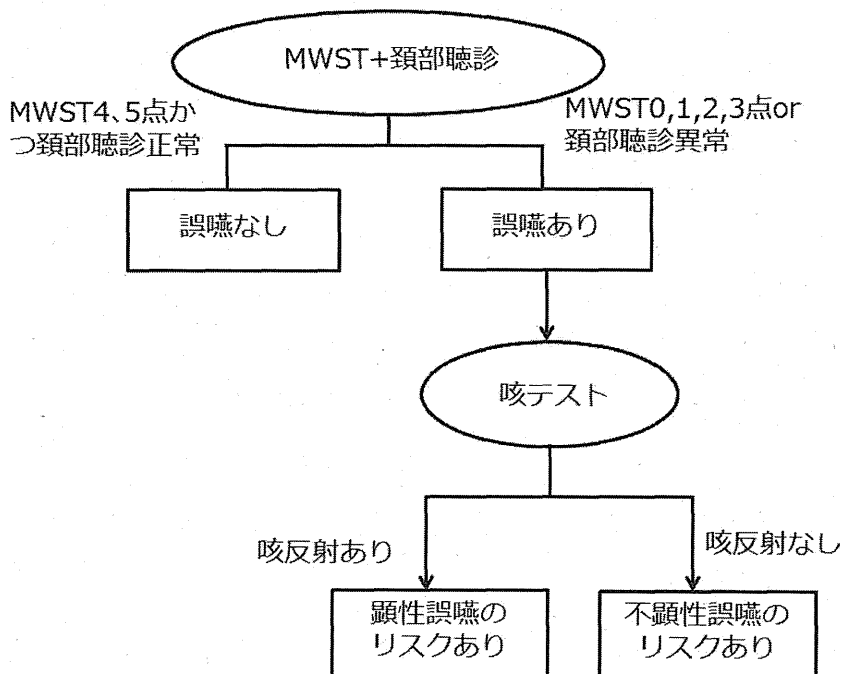 MWST+頚部聴診
MWST4、5点か
つ頚部聴診正常
MWST0,1,2,3点or
頚部聴診異常
誤嚥なし
誤嚥あり
咳テスト
咳反射あり
咳反射なし
顕性誤嚥の
リスクあり
不顕性誤嚥の
リスクあり